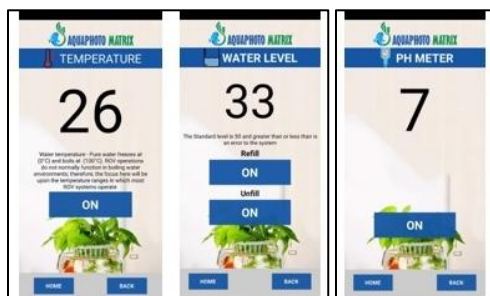 AQUAPHOTO MATRIX
TEMPERATURE
26
Water temperature - Pure water freezes at
(0°C) and boils at (100°C). ROV operations
do not normally function in boiling water
environments, therefore, the focus here will be
upon the temperature ranges in which most
ROV systems operate
ON
HOME
BACK
AQUAPHOTO MATRIX
WATER LEVEL
33
The Standard level is 50 and greater than or less than is
an error to the system
Refill
ON
Unfill
ON
HOME
BACK
AQUAPHOTO MATRIX
PH METER
7
ON
HOME
BACK